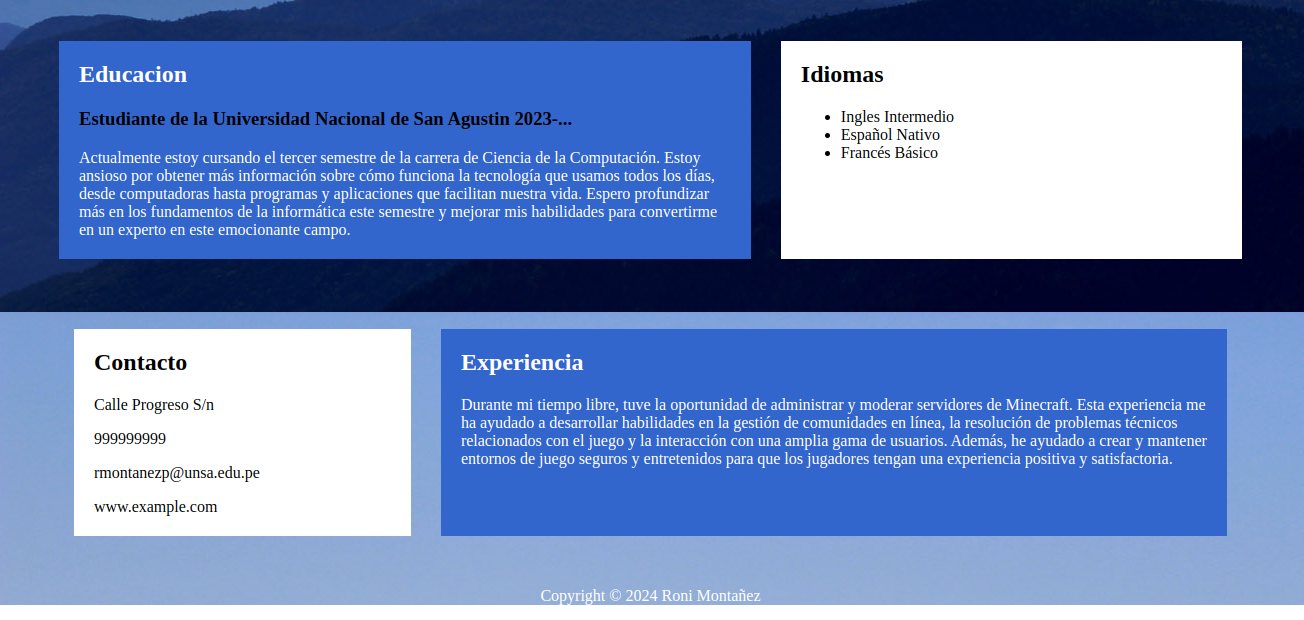 Educacion
Estudiante de la Universidad Nacional de San Agustin 2023-...
Actualmente estoy cursando el tercer semestre de la carrera de Ciencia de la Computación. Estoy
ansioso por obtener más información sobre cómo funciona la tecnología que usamos todos los días,
desde computadoras hasta programas y aplicaciones que facilitan nuestra vida. Espero profundizar
más en los fundamentos de la informática este semestre y mejorar mis habilidades para convertirme
en un experto en este emocionante campo.
Idiomas
• Ingles Intermedio
• Español Nativo
• Francés Básico
Contacto
Calle Progreso S/n
999999999
rmontanezp@unsa.edu.pe
www.example.com
Experiencia
Durante mi tiempo libre, tuve la oportunidad de administrar y moderar servidores de Minecraft. Esta experiencia me
ha ayudado a desarrollar habilidades en la gestión de comunidades en línea, la resolución de problemas técnicos
relacionados con el juego y la interacción con una amplia gama de usuarios. Además, he ayudado a crear y mantener
entornos de juego seguros y entretenidos para que los jugadores tengan una experiencia positiva y satisfactoria.
Copyright © 2024 Roni Montañez